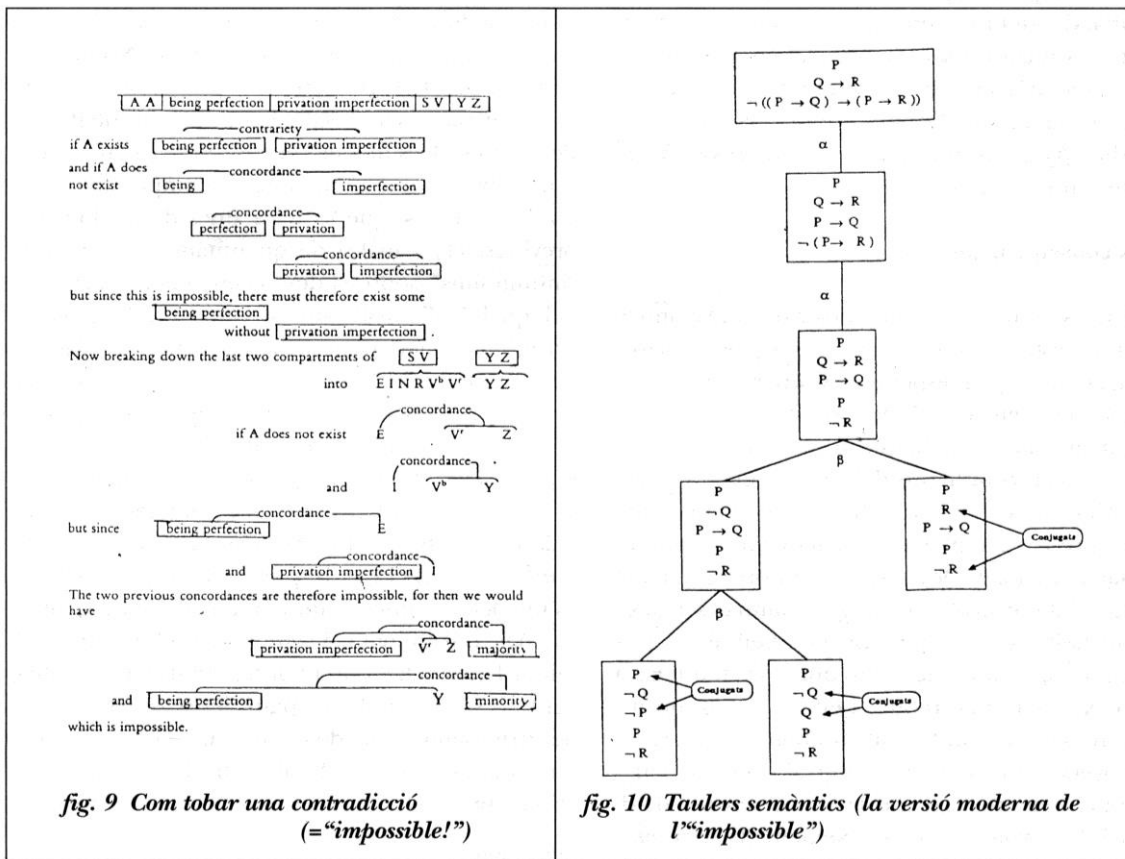 A A being perfection privation imperfection S V Y Z
contrariety
if A exists being perfection privation imperfection
and if A does
concordance
not exist being imperfection
concordance
perfection privation
concordance
privation imperfection
but since this is impossible, there must therefore exist some
being perfection
without privation imperfection .
Now breaking down the last two compartments of S V Y Z
into E I N R Vᵇ Vʳ Y Z
concordance
if A does not exist E Vʳ Z
concordance
and I Vᵇ Y
concordance
but since being perfection E
concordance
and privation imperfection I
The two previous concordances are therefore impossible, for then we would
have
concordance
privation imperfection Vʳ Z majority
concordance
and being perfection Y minority
which is impossible.
fig. 9 Com tobar una contradicció
(=“impossible!”)
P
Q → R
¬ (( P → Q ) → ( P → R ))
α
P
Q → R
P → Q
¬ ( P → R )
α
P
Q → R
P → Q
P
¬ R
β
P
¬ Q
P → Q
P
¬ R
P
R
P → Q
P
¬ R
Conjugats
β
P
¬ Q
¬ P
P
¬ R
Conjugats
P
¬ Q
Q
P
¬ R
Conjugats
fig. 10 Taulers semàntics (la versió moderna de
l’“impossible”)